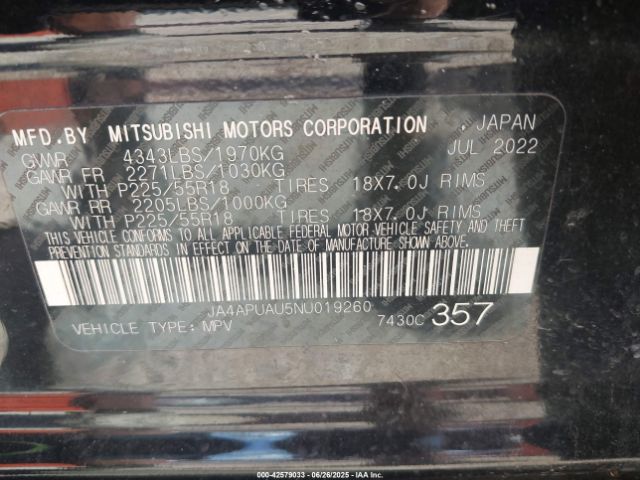 MFD.BY MITSUBISHI MOTORS CORPORATION JAPAN
GVWR 4343LBS/1970KG JUL 2022
GAWR FR 2271LBS/1030KG
WITH P225/55R18 TIRES 18X7.0J RIMS
GAWR RR 2205LBS/1000KG
WITH P225/55R18 TIRES 18X7.0J RIMS
THIS VEHICLE CONFORMS TO ALL APPLICABLE FEDERAL MOTOR VEHICLE SAFETY AND THEFT
PREVENTION STANDARDS IN EFFECT ON THE DATE OF MANUFACTURE SHOWN ABOVE.
JA4APUAU5NU019260
VEHICLE TYPE: MPV 7430C 357
000-42579033 - 06/26/2025 - IAA Inc.